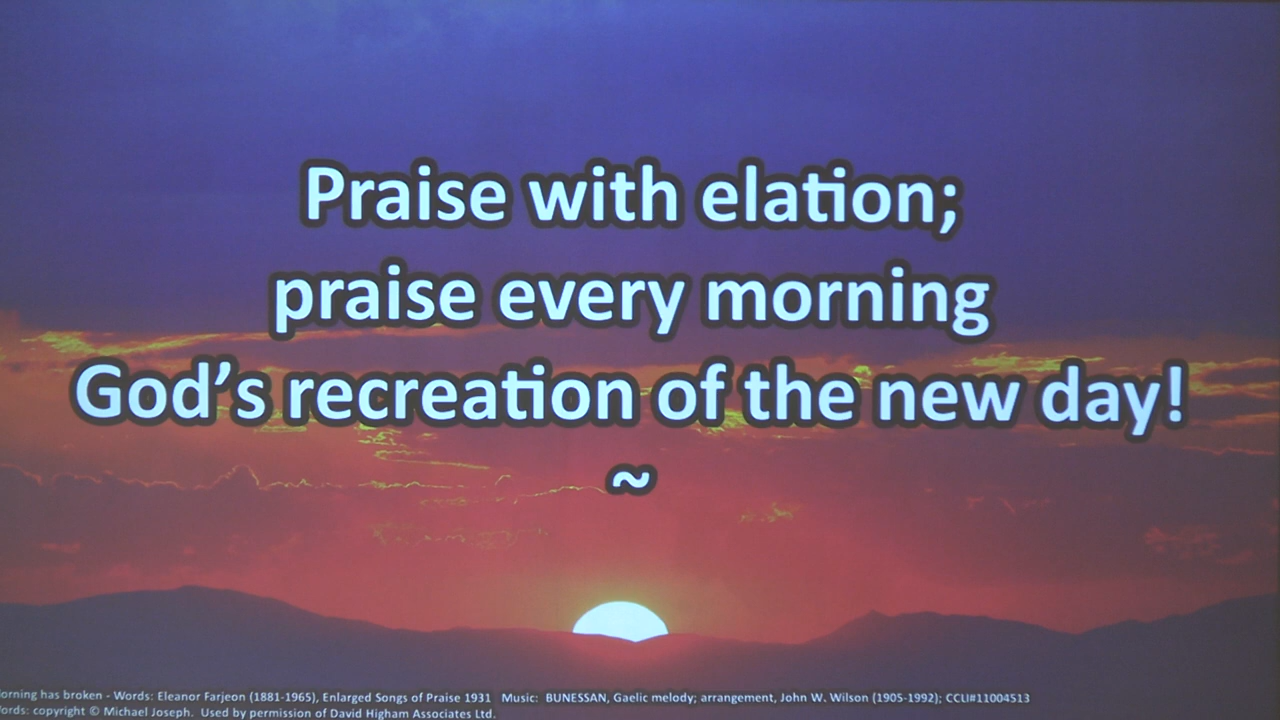 Praise with elation;
praise every morning
God's recreation of the new day!
~
orning has broken - Words: Eleanor Farjeon (1881-1965), Enlarged Songs of Praise 1931 Music: BUNESSAN, Gaelic melody; arrangement, John W. Wilson (1905-1992); CCLI#11004513
ords: copyright © Michael Joseph. Used by permission of David Higham Associates Ltd.